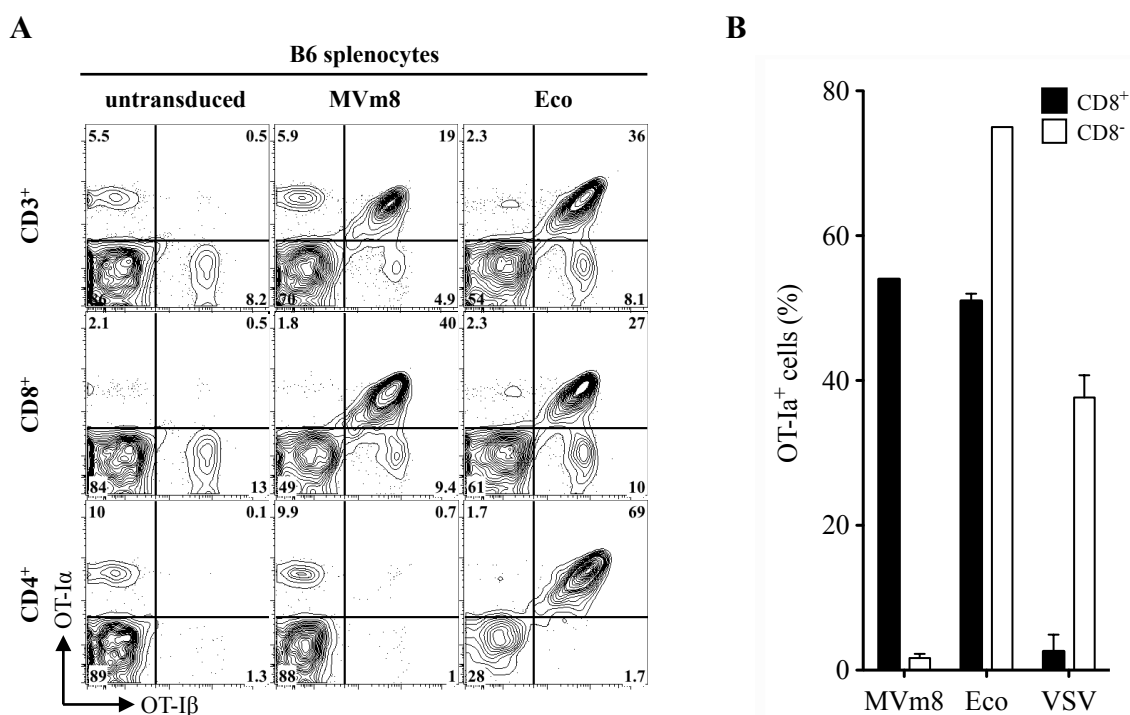 A
B
B6 splenocytes
untransduced MVm8 Eco
CD3⁺
5.5 0.5 5.9 19 2.3 36
86 8.2 70 4.9 54 8.1
CD8⁺
2.1 0.5 1.8 40 2.3 27
84 13 49 9.4 61 10
CD4⁺
10 0.1 9.9 0.7 1.7 69
89 1.3 88 1 28 1.7
OT-Iα
OT-Iβ
OT-Ia⁺ cells (%)
80
60
40
20
0
CD8⁺
CD8⁻
MVm8 Eco VSV